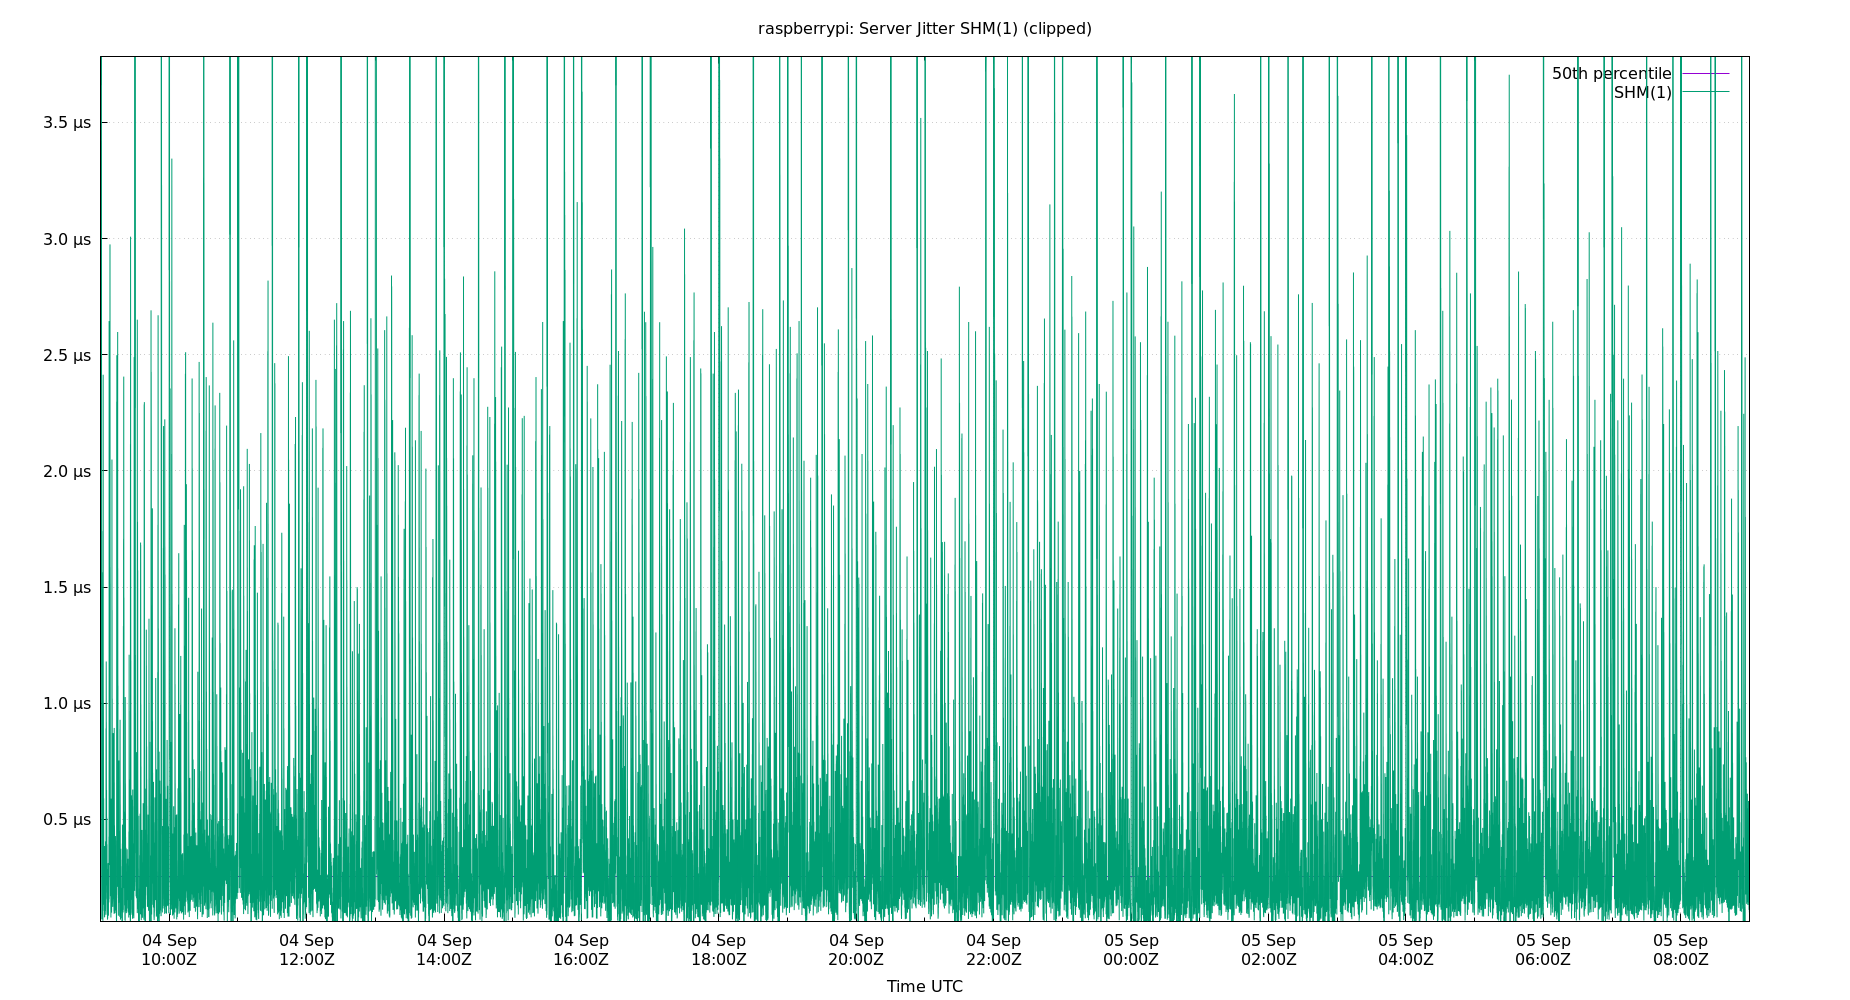 raspberrypi: Server Jitter SHM(1) (clipped)
50th percentile
SHM(1)
3.5 µs
3.0 µs
2.5 µs
2.0 µs
1.5 µs
1.0 µs
0.5 µs
04 Sep 04 Sep 04 Sep 04 Sep 04 Sep 04 Sep 04 Sep 05 Sep 05 Sep 05 Sep 05 Sep 05 Sep
10:00Z 12:00Z 14:00Z 16:00Z 18:00Z 20:00Z 22:00Z 00:00Z 02:00Z 04:00Z 06:00Z 08:00Z
Time UTC